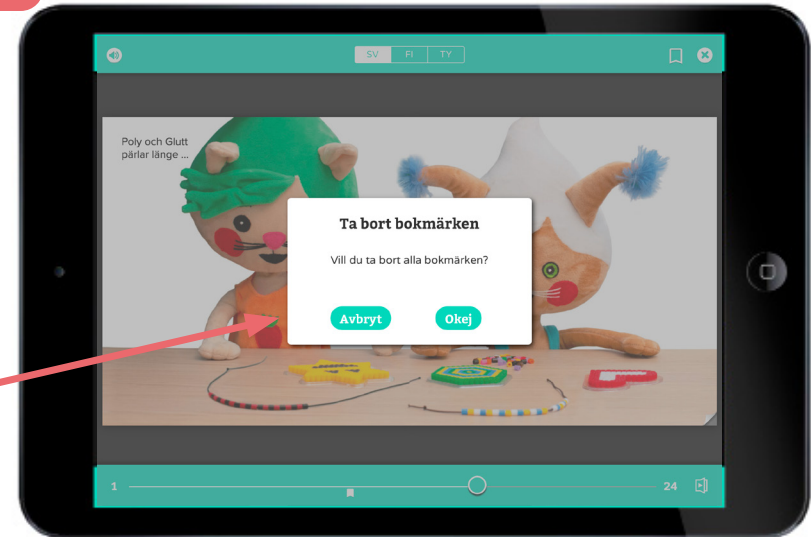 SV FI TY
Poly och Glutt
pärlar länge ...
Ta bort bokmärken
Vill du ta bort alla bokmärken?
Avbryt Okej
1 24